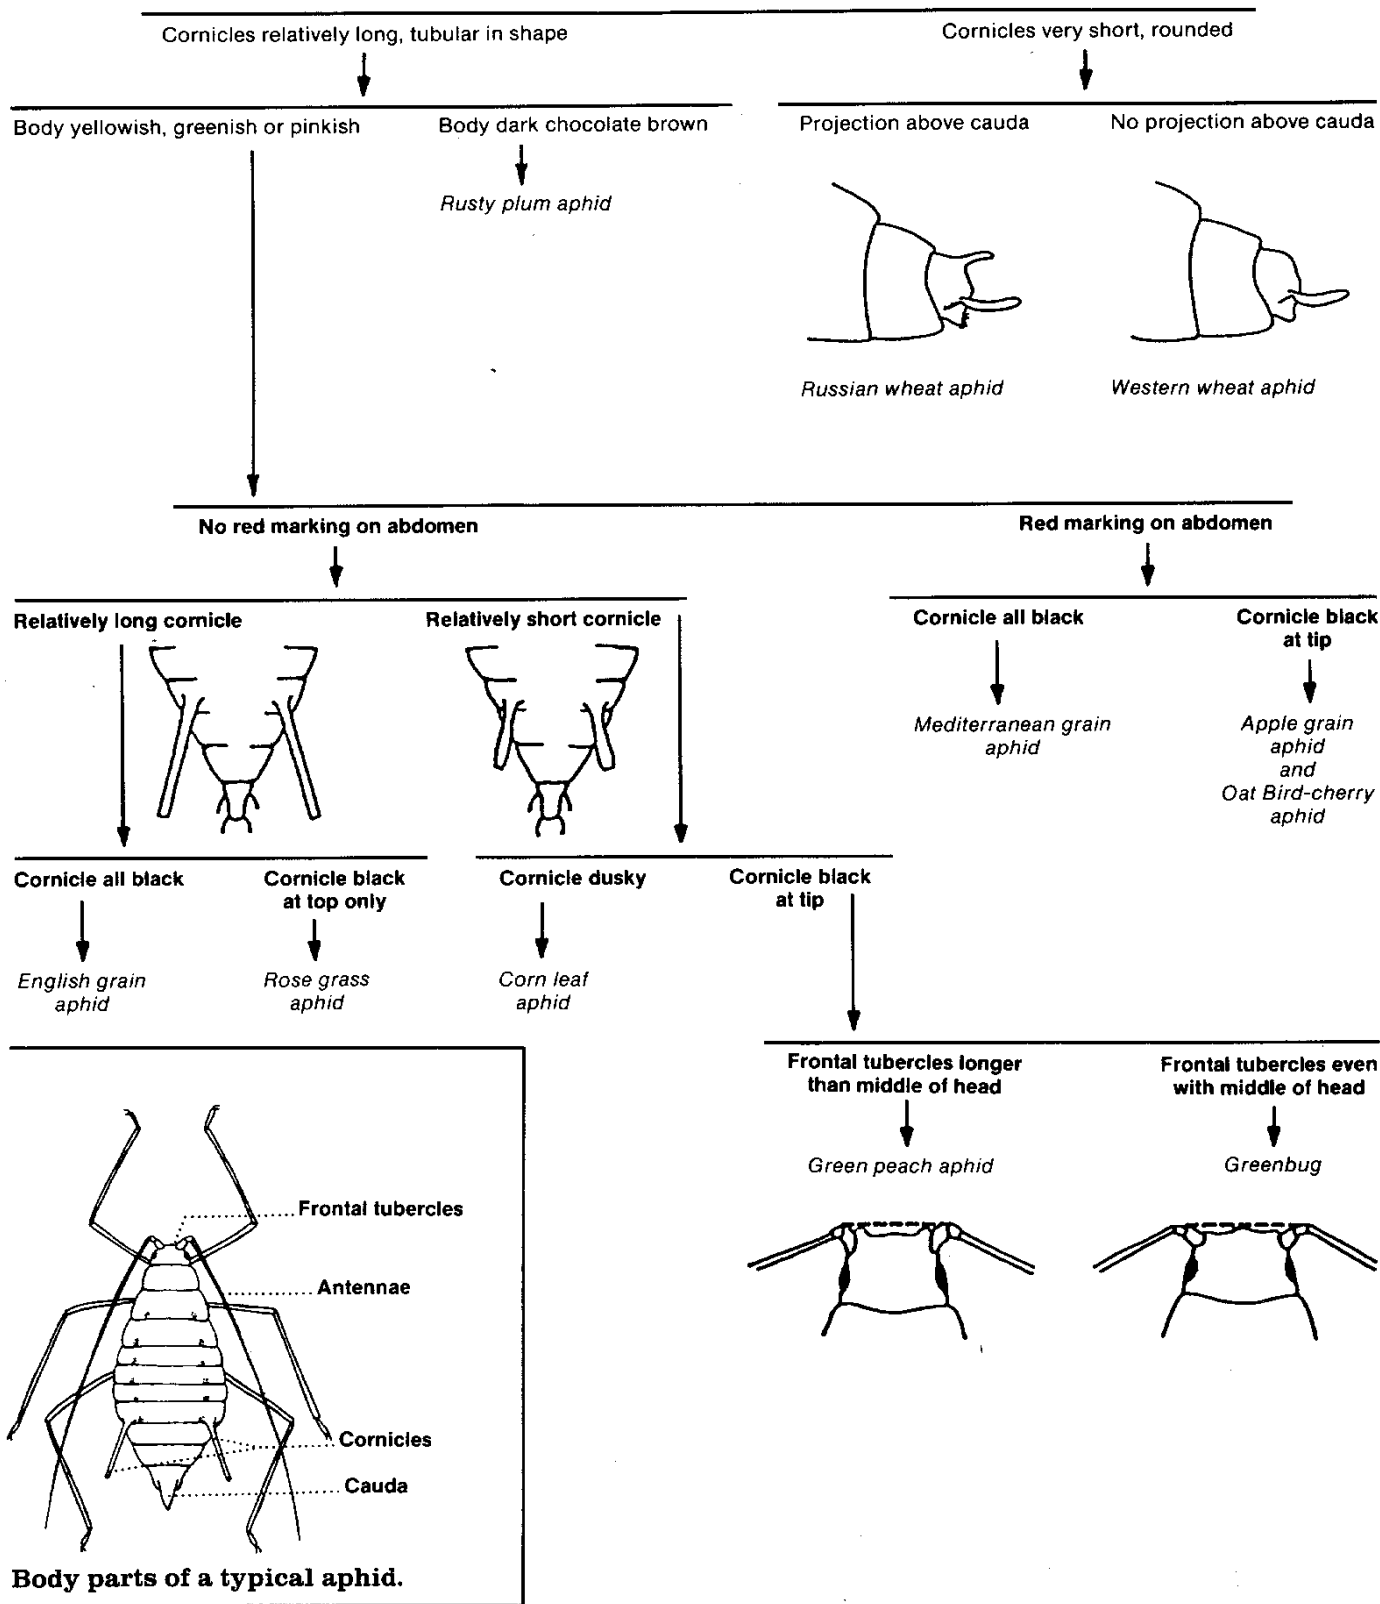 Cornicles relatively long, tubular in shape
Cornicles very short, rounded
Body yellowish, greenish or pinkish
Body dark chocolate brown
Projection above cauda
No projection above cauda
Rusty plum aphid
Russian wheat aphid
Western wheat aphid
No red marking on abdomen
Red marking on abdomen
Relatively long cornicle
Relatively short cornicle
Cornicle all black
Cornicle black
at tip
Mediterranean grain
aphid
Apple grain
aphid
and
Oat Bird-cherry
aphid
Cornicle all black
Cornicle black
at top only
Cornicle dusky
Cornicle black
at tip
English grain
aphid
Rose grass
aphid
Corn leaf
aphid
Frontal tubercles longer
than middle of head
Frontal tubercles even
with middle of head
Green peach aphid
Greenbug
Frontal tubercles
Antennae
Cornicles
Cauda
Body parts of a typical aphid.